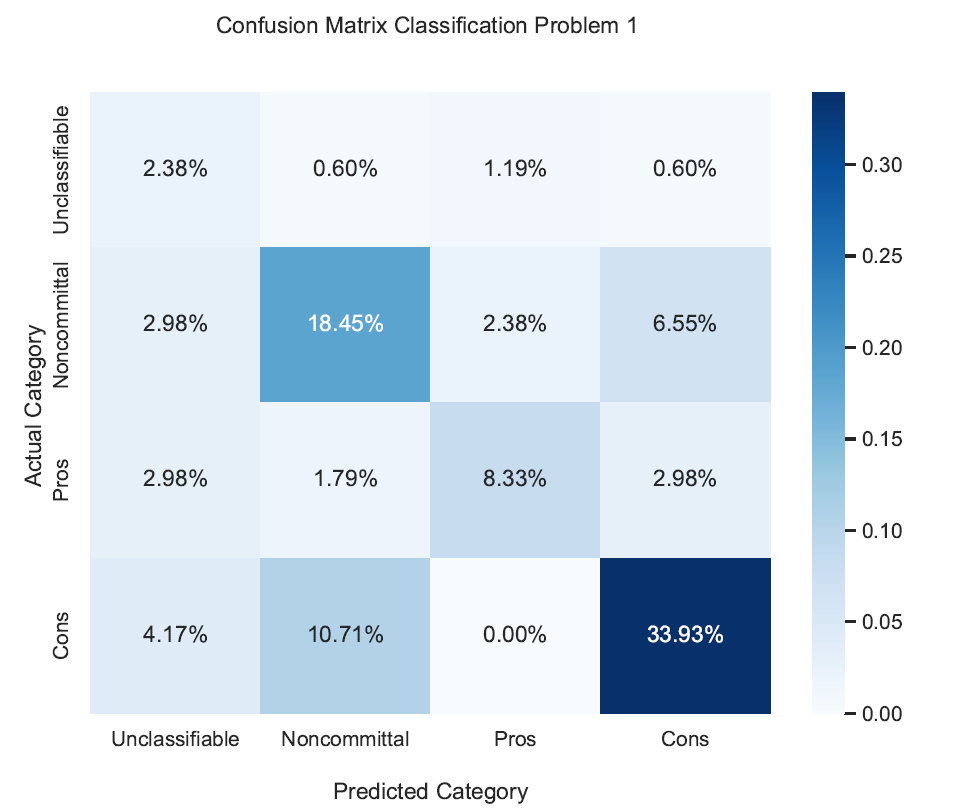 Confusion Matrix Classification Problem 1
Actual Category
Unclassifiable
2.38% 0.60% 1.19% 0.60%
Noncommittal
2.98% 18.45% 2.38% 6.55%
Pros
2.98% 1.79% 8.33% 2.98%
Cons
4.17% 10.71% 0.00% 33.93%
Unclassifiable Noncommittal Pros Cons
Predicted Category
0.30
0.25
0.20
0.15
0.10
0.05
0.00